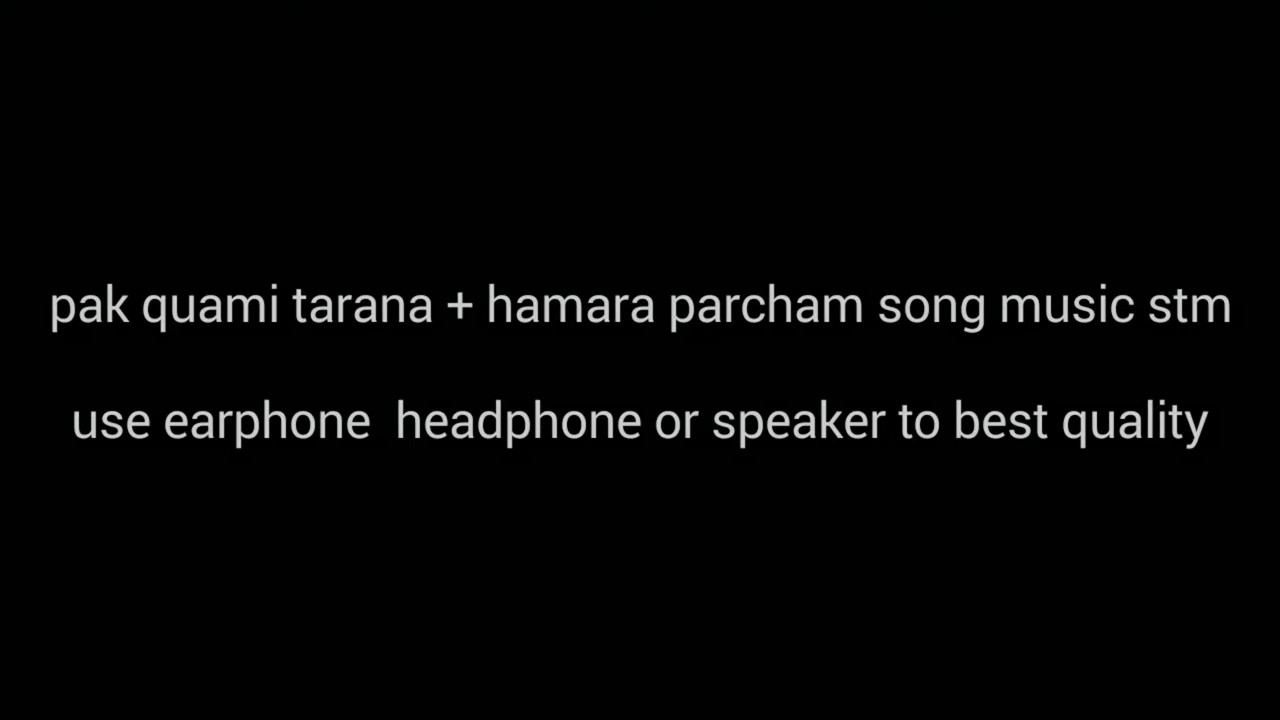 pak quami tarana + hamara parcham song music stm
use earphone  headphone or speaker to best quality